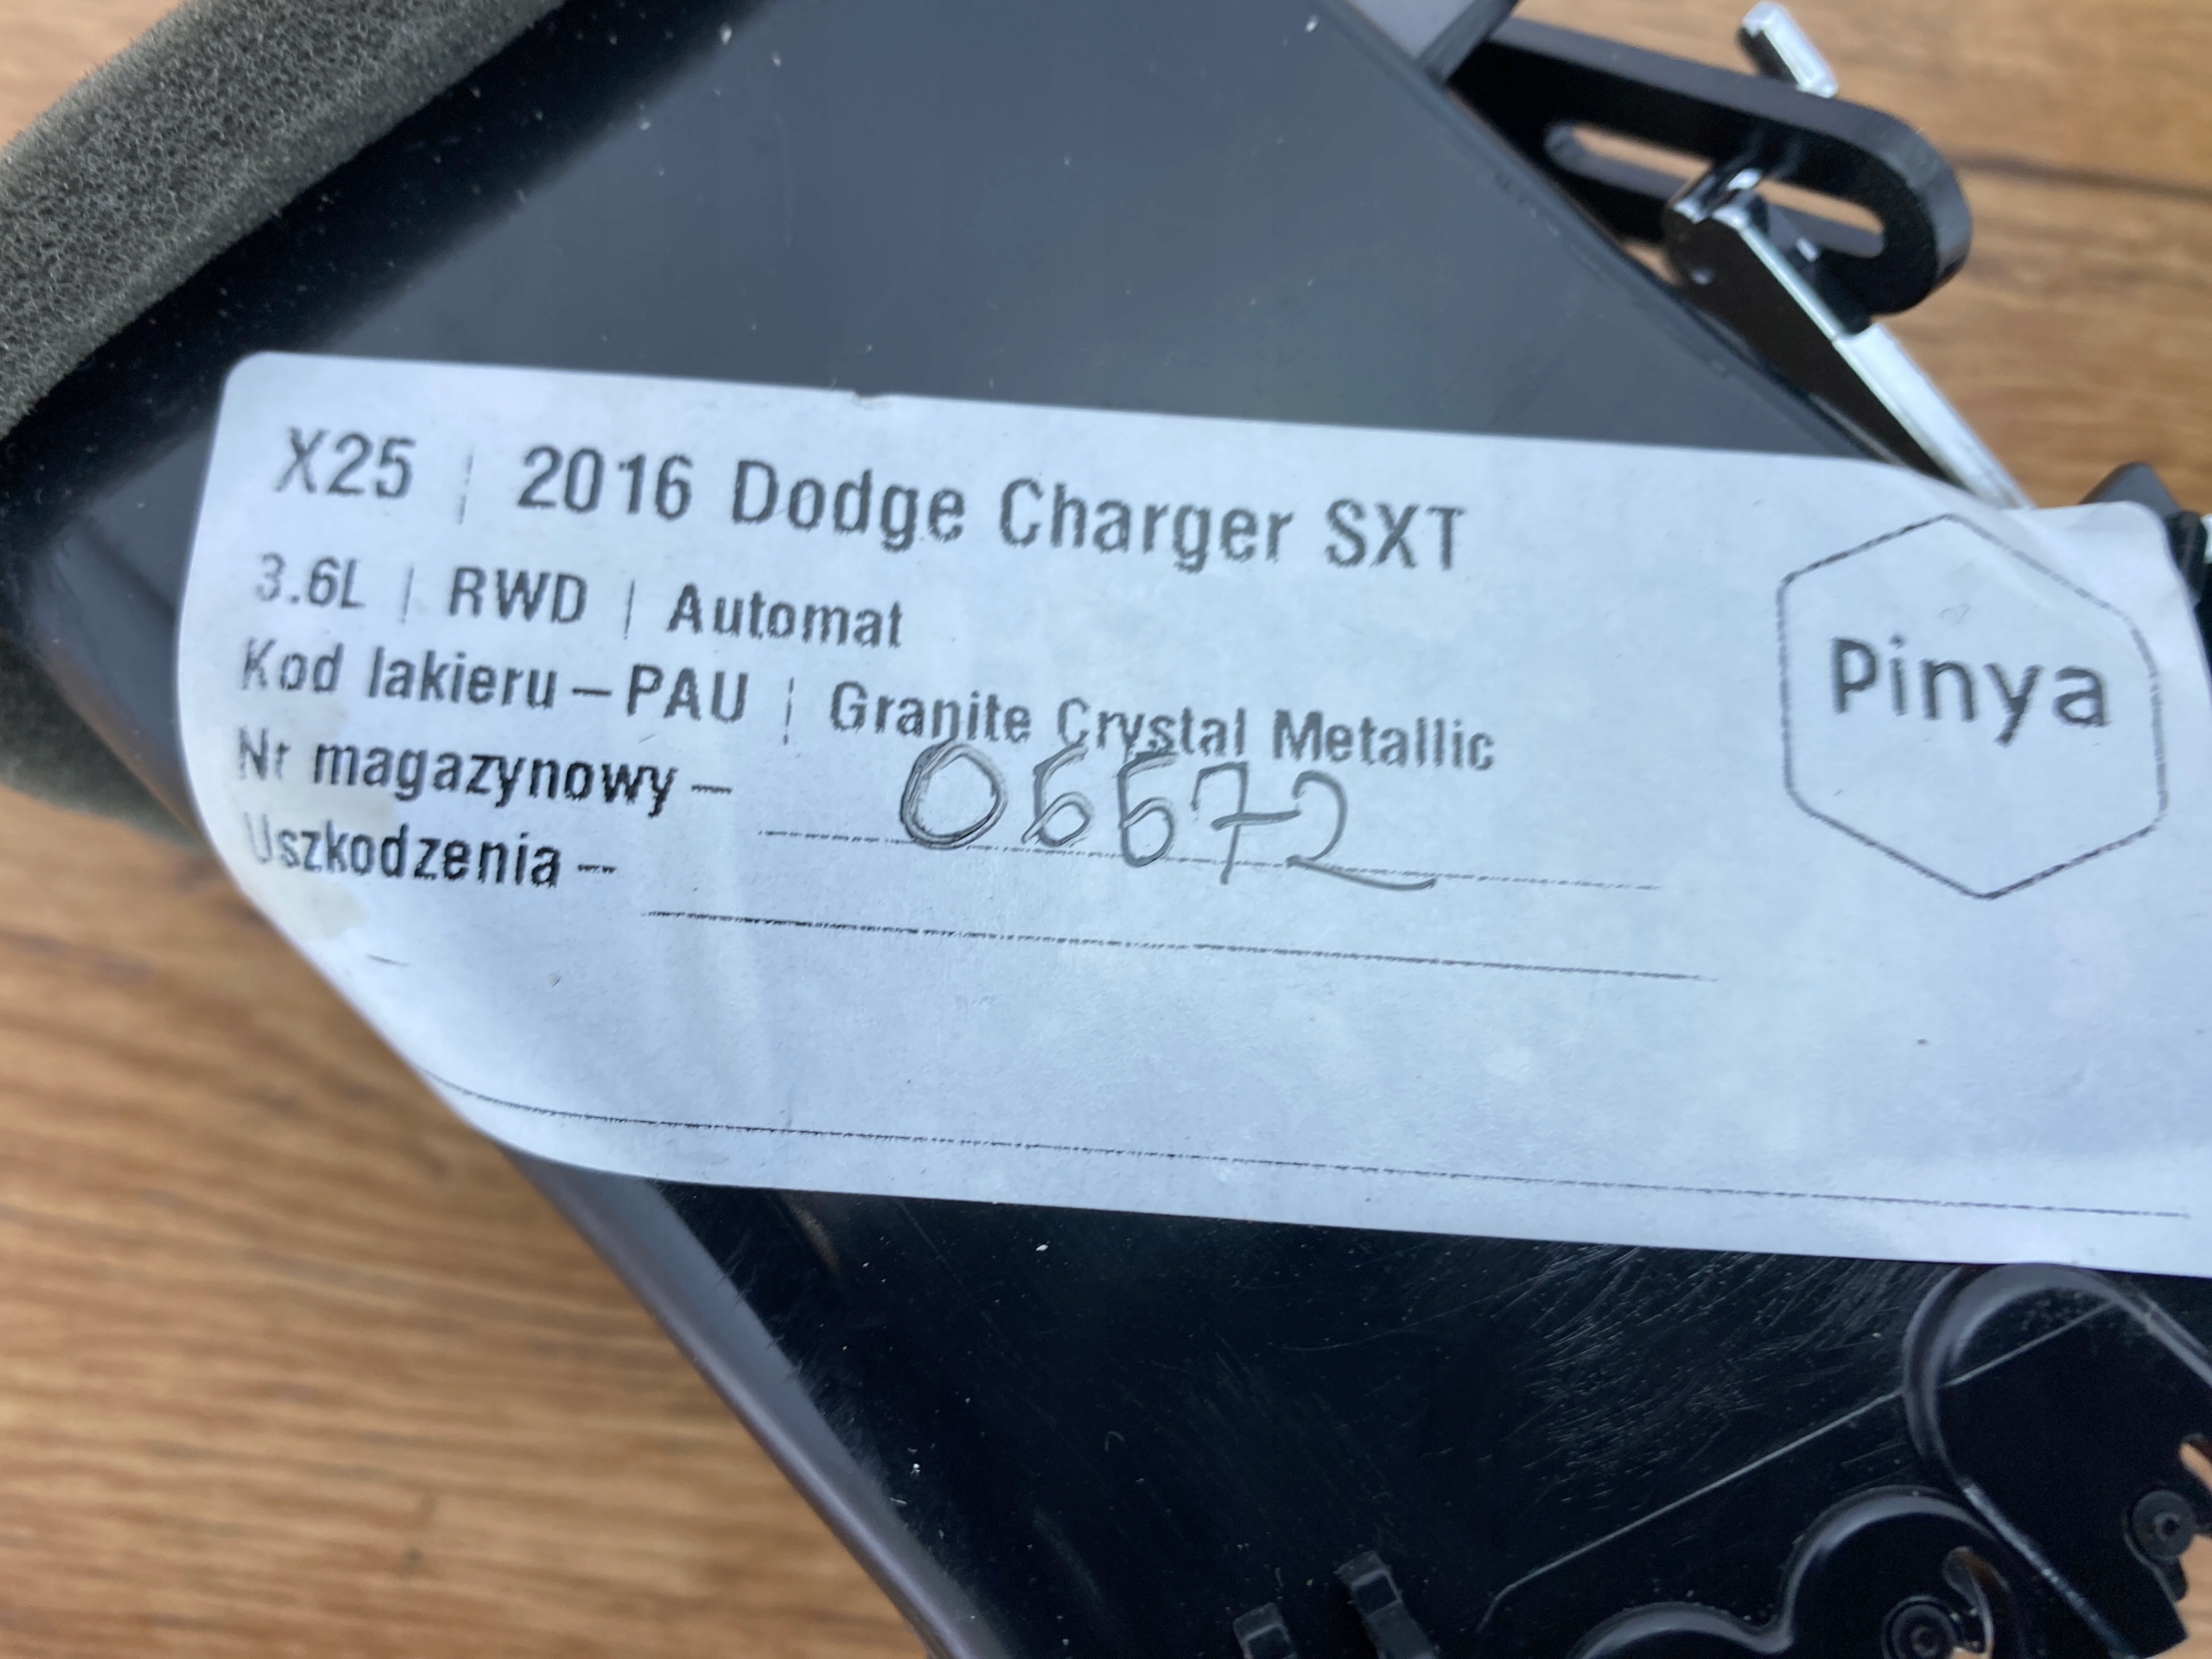 X25 | 2016 Dodge Charger SXT
3.6L | RWD | Automat
Kod lakieru – PAU | Granite Crystal Metallic
Nr magazynowy – 06672
Uszkodzenia –
Pinya